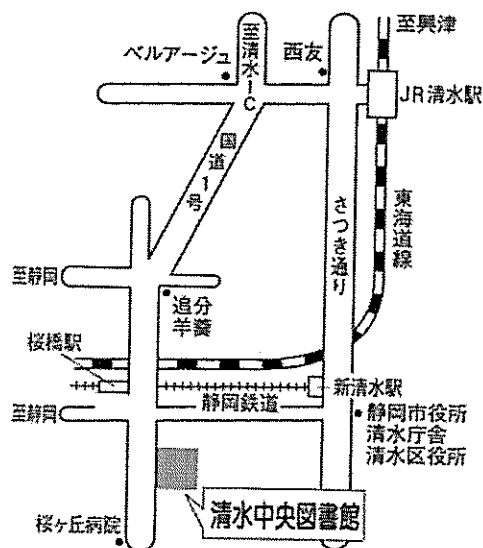 至興津
ベルアージュ
至清水IC
西友
JR清水駅
国道1号
さつき通り
東海道線
至静岡
追分
羊羹
桜橋駅
静岡鉄道
新清水駅
至静岡
静岡市役所
清水庁舎
清水区役所
清水中央図書館
桜ヶ丘病院